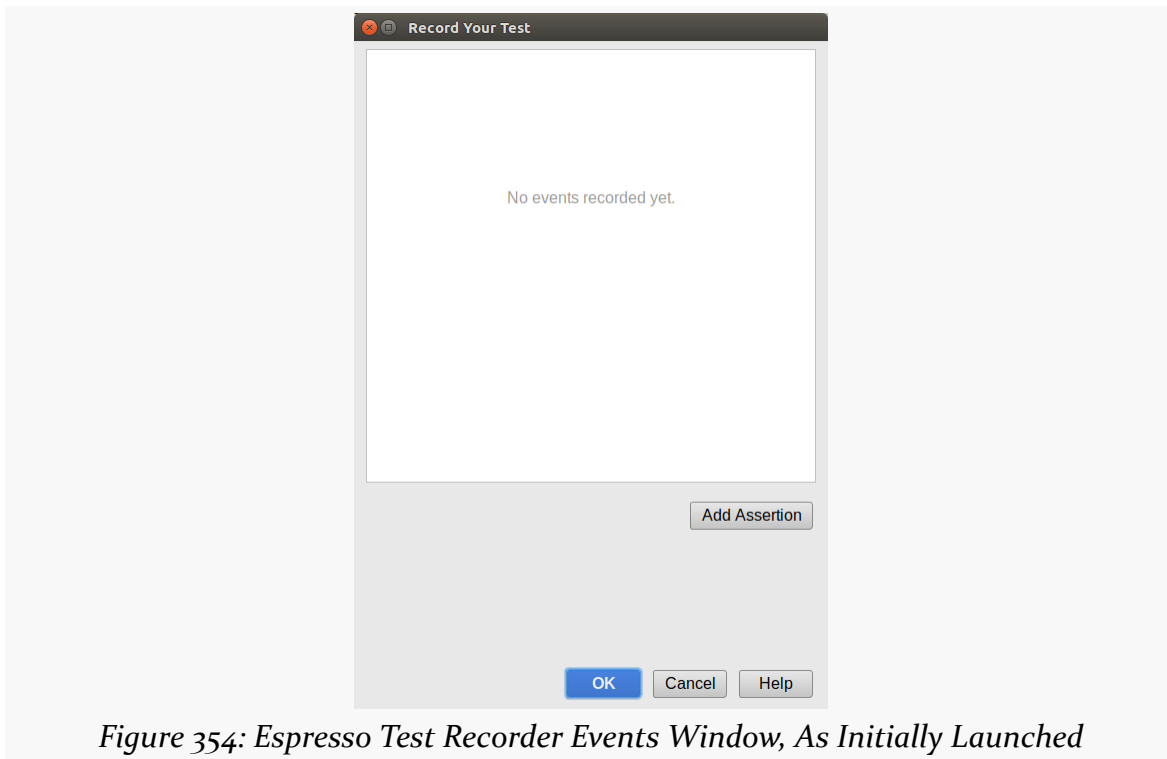 Record Your Test
No events recorded yet.
Add Assertion
OK Cancel Help
Figure 354: Espresso Test Recorder Events Window, As Initially Launched